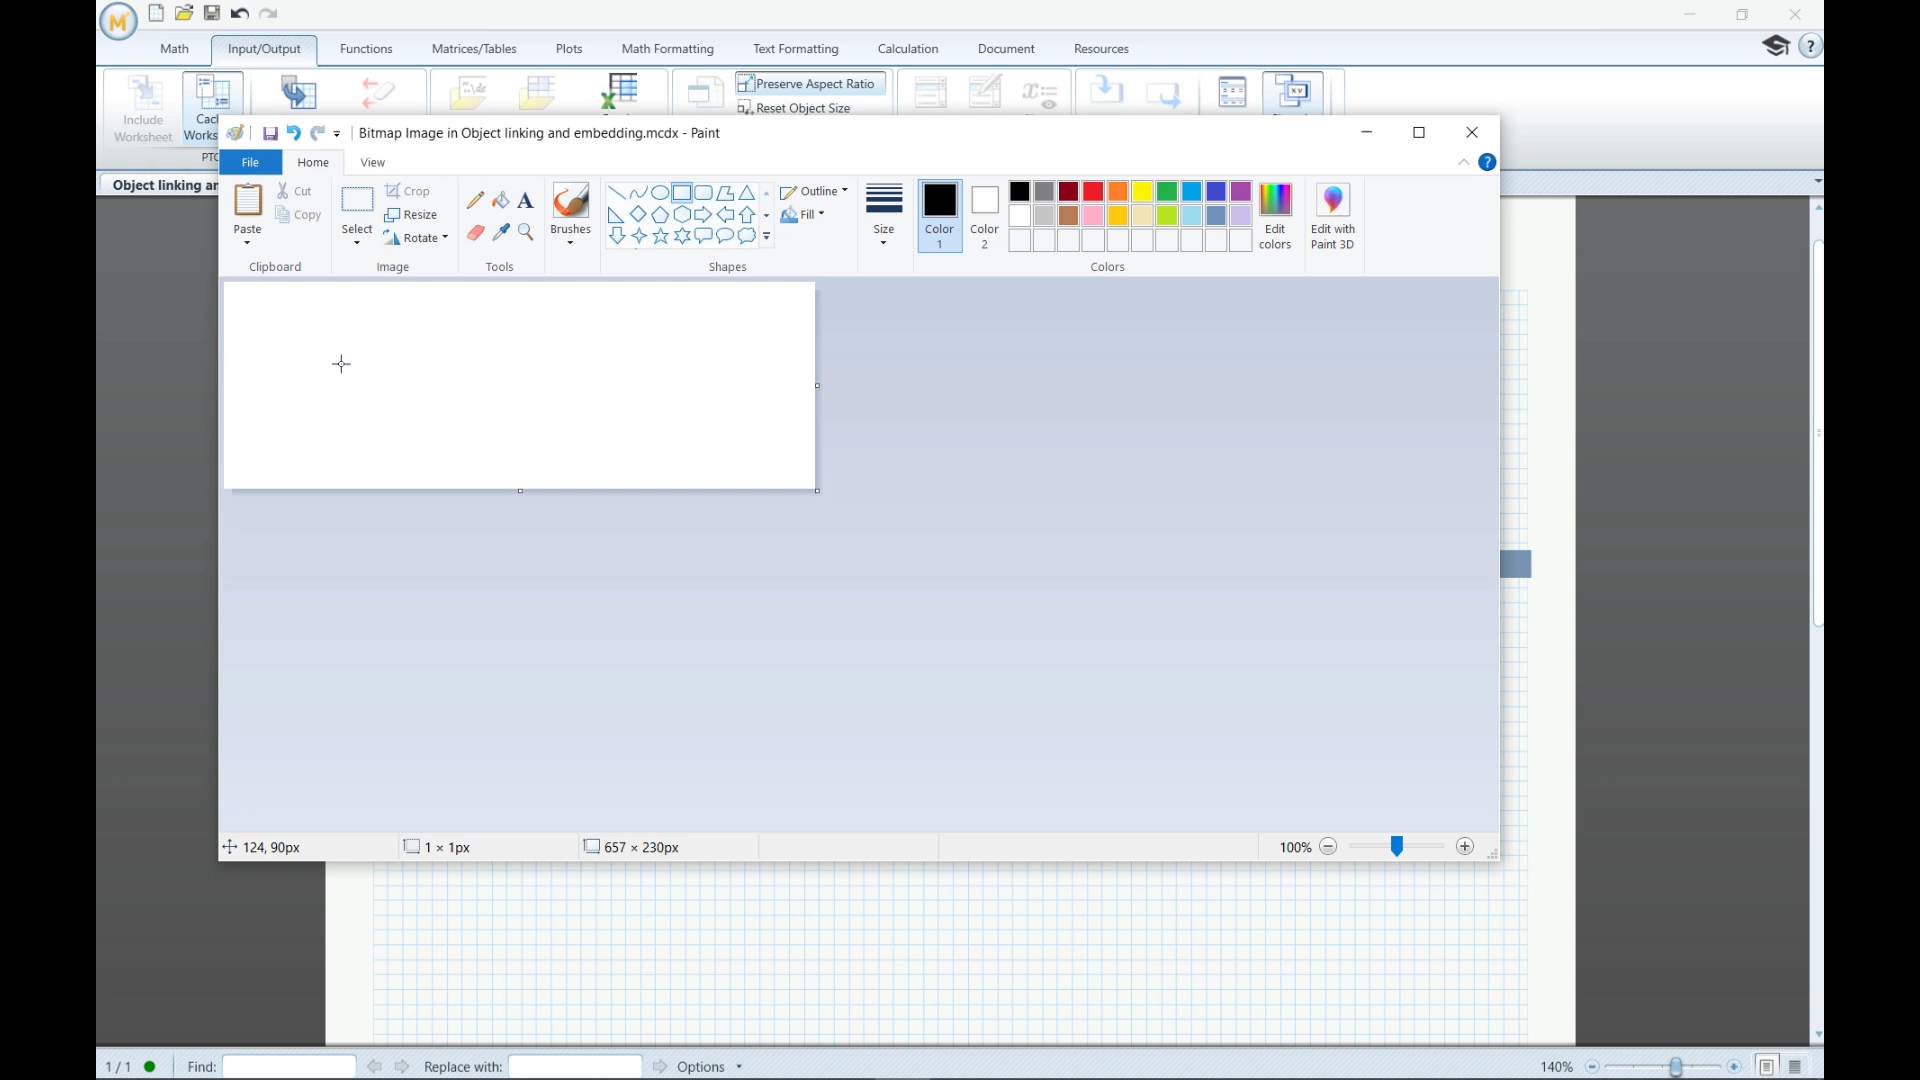 M
Math Input/Output Functions Matrices/Tables Plots Math Formatting Text Formatting Calculation Document Resources ?
Include
Worksheet
Preserve Aspect Ratio
Reset Object Size
PTC
Object linking an
Bitmap Image in Object linking and embedding.mcdx - Paint
File Home View ?
Paste
Cut
Copy
Clipboard
Select
Crop
Resize
Rotate
Image
A
Tools
Brushes
Outline
Fill
Shapes
Size
Color
1
Color
2
Edit
colors
Edit with
Paint 3D
Colors
124, 90px 1 × 1px 657 × 230px 100%
1 / 1 Find: Replace with: Options 140%